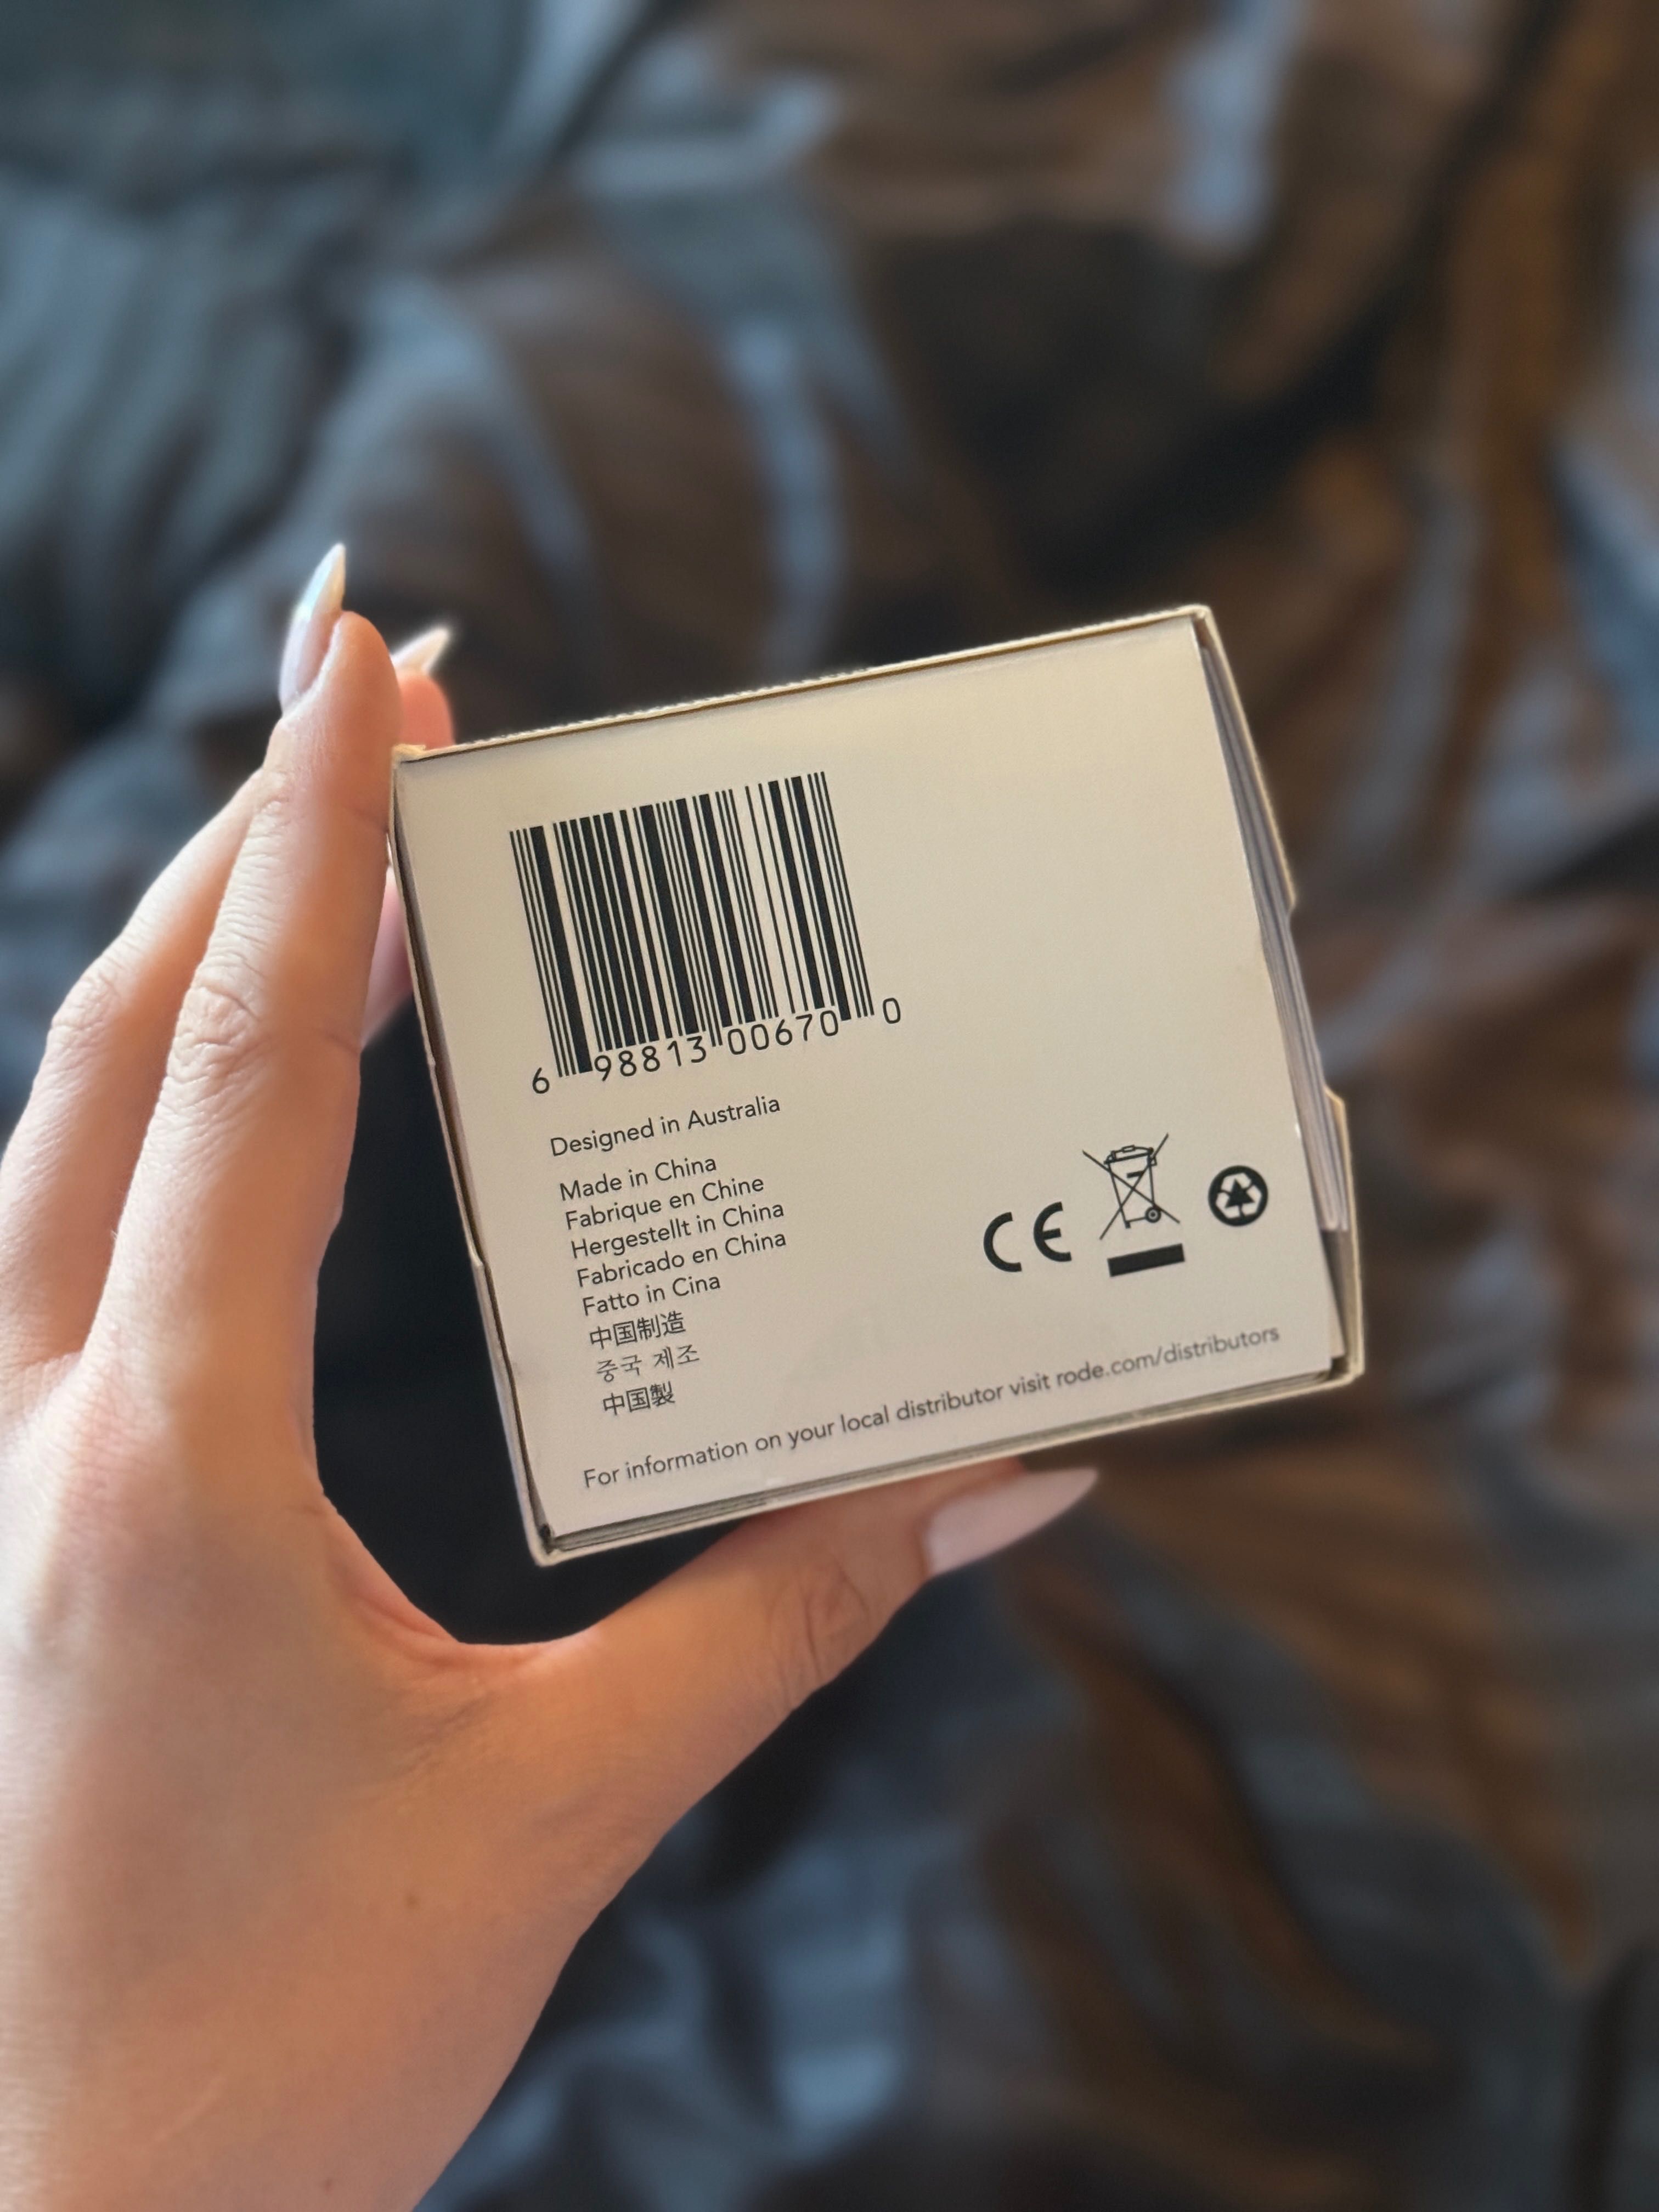 6 98813 00670 0
Designed in Australia
Made in China
Fabrique en Chine
Hergestellt in China
Fabricado en China
Fatto in Cina
中国制造
중국 제조
中国製
CE
For information on your local distributor visit rode.com/distributors